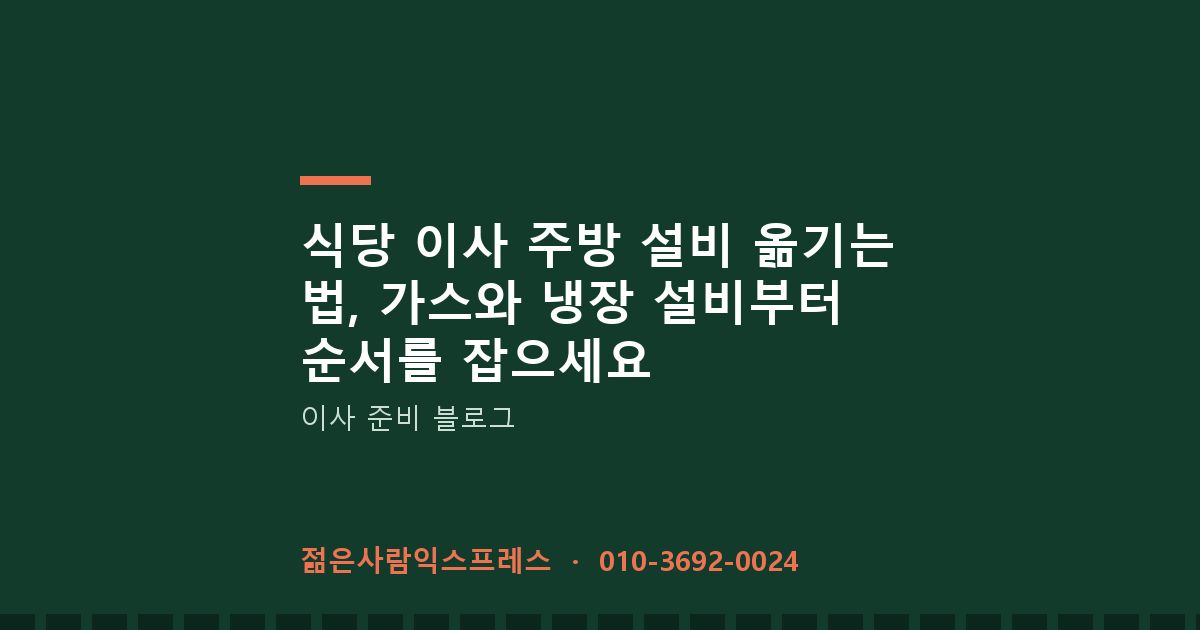 식당 이사 주방 설비 옮기는
법, 가스와 냉장 설비부터
순서를 잡으세요
이사 준비 블로그
젊은사람익스프레스 · 010-3692-0024